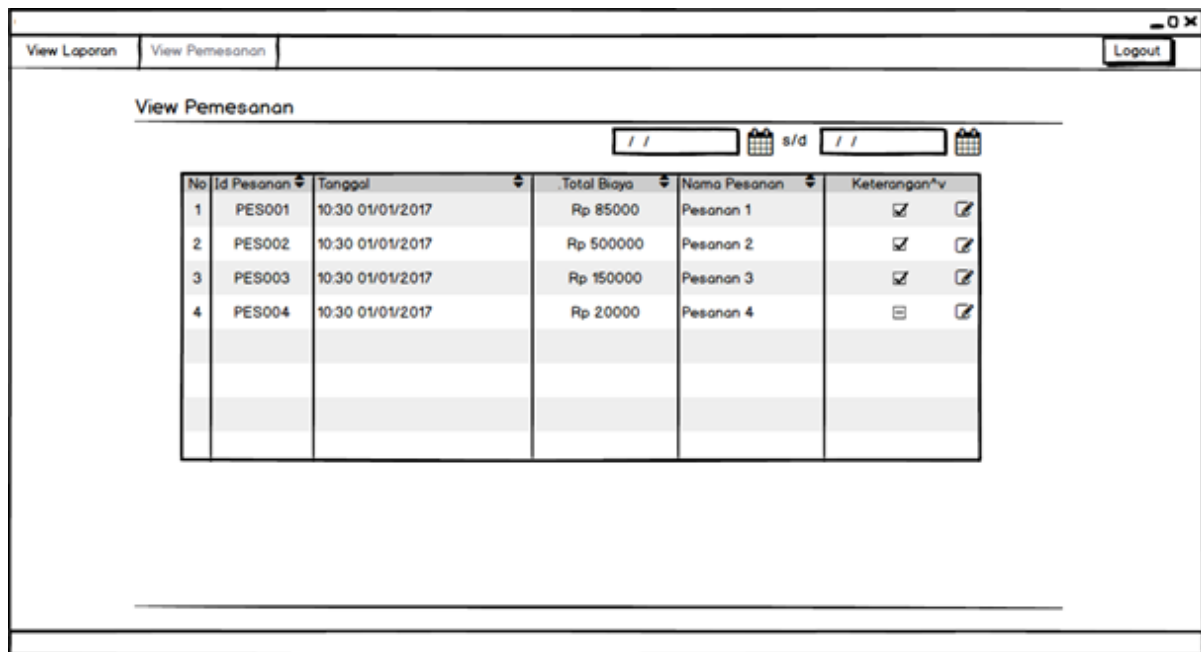 View Laporan View Pemesanan Logout
View Pemesanan
/ / s/d / /
No Id Pesanan Tanggal .Total Biaya Nama Pesanan Keterangan^v
1 PES001 10:30 01/01/2017 Rp 85000 Pesanan 1
2 PES002 10:30 01/01/2017 Rp 500000 Pesanan 2
3 PES003 10:30 01/01/2017 Rp 150000 Pesanan 3
4 PES004 10:30 01/01/2017 Rp 20000 Pesanan 4